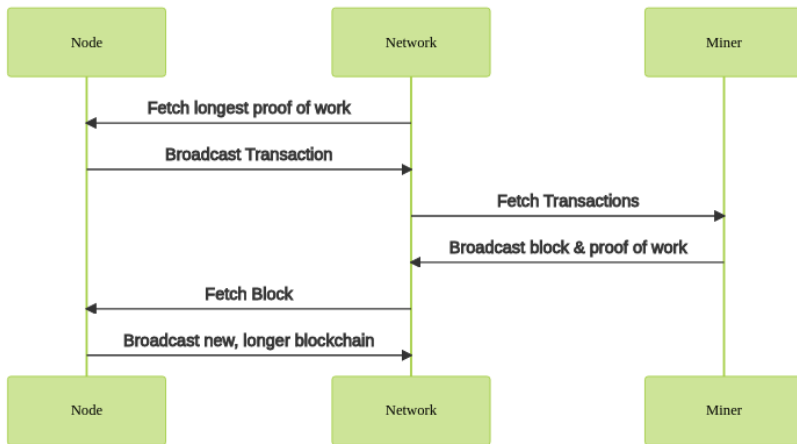 Node Network Miner
Fetch longest proof of work
Broadcast Transaction
Fetch Transactions
Broadcast block & proof of work
Fetch Block
Broadcast new, longer blockchain
Node Network Miner